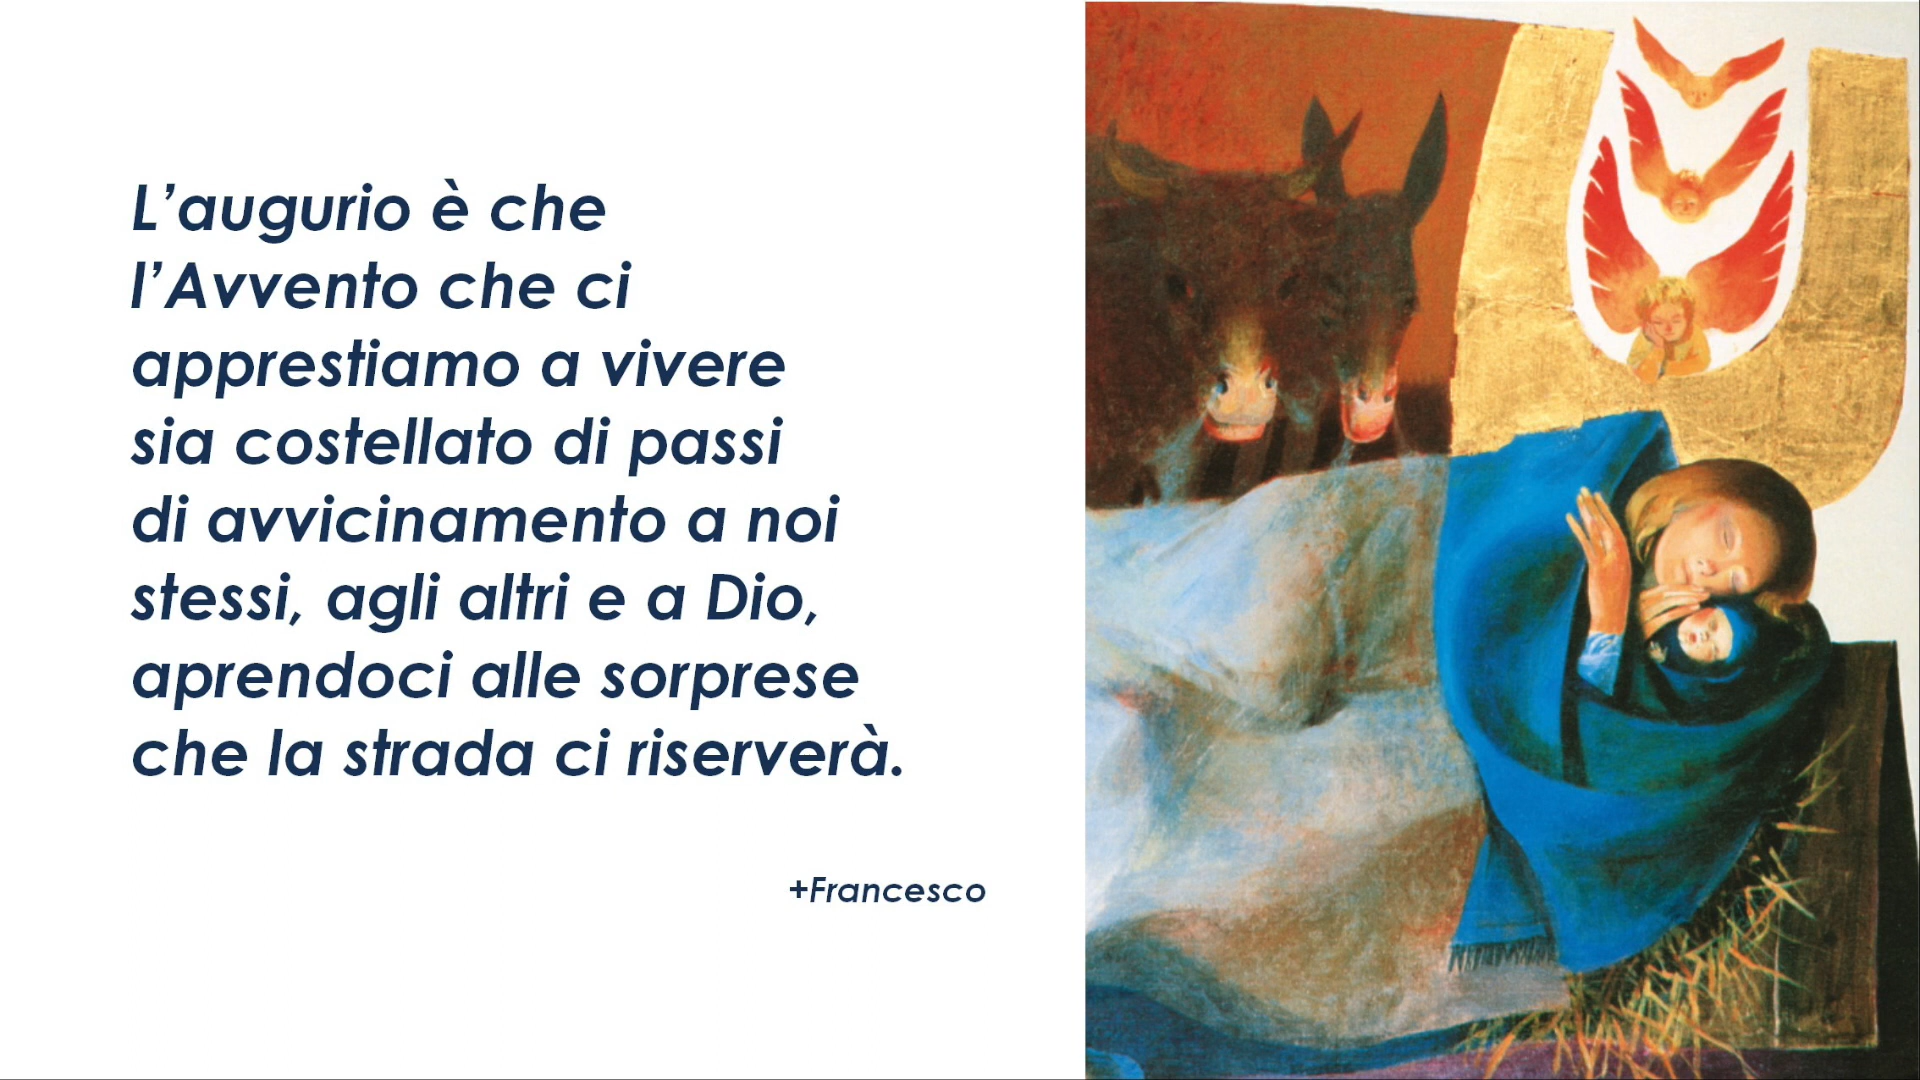 L’augurio è che
l’Avvento che ci
apprestiamo a vivere
sia costellato di passi
di avvicinamento a noi
stessi, agli altri e a Dio,
aprendoci alle sorprese
che la strada ci riserverà.
+Francesco